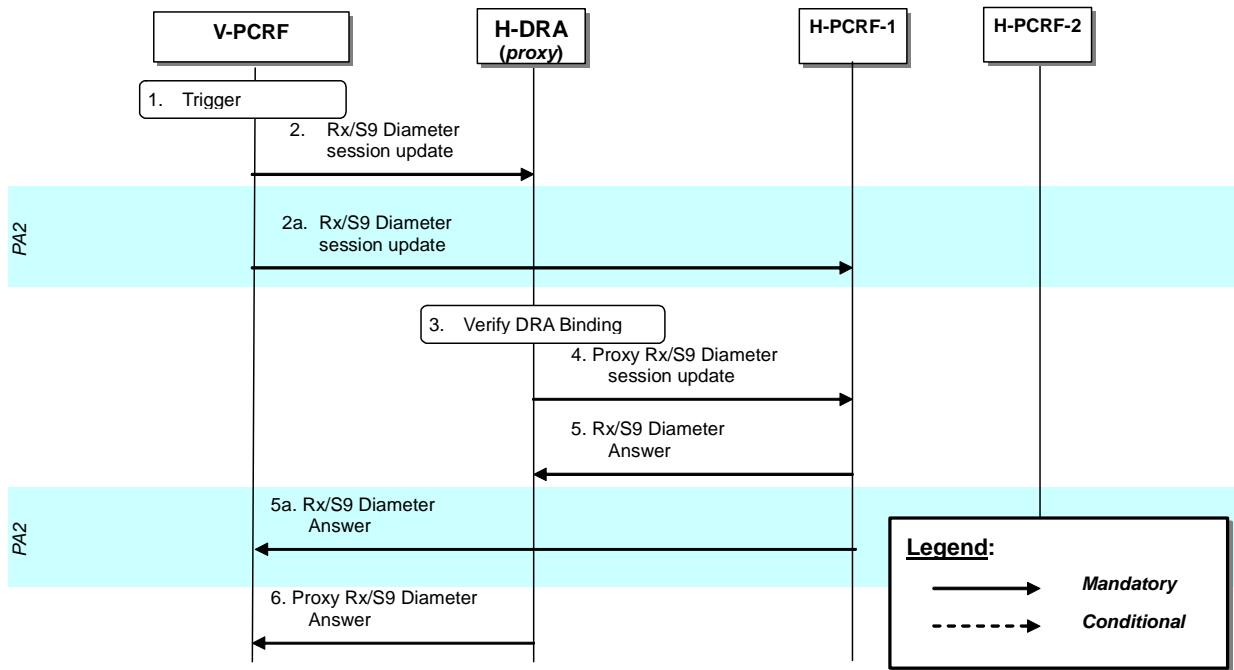 V-PCRF
H-DRA
(proxy)
H-PCRF-1
H-PCRF-2
1. Trigger
2. Rx/S9 Diameter
session update
PA2
2a. Rx/S9 Diameter
session update
3. Verify DRA Binding
4. Proxy Rx/S9 Diameter
session update
5. Rx/S9 Diameter
Answer
PA2
5a. Rx/S9 Diameter
Answer
6. Proxy Rx/S9 Diameter
Answer
Legend:
Mandatory
Conditional